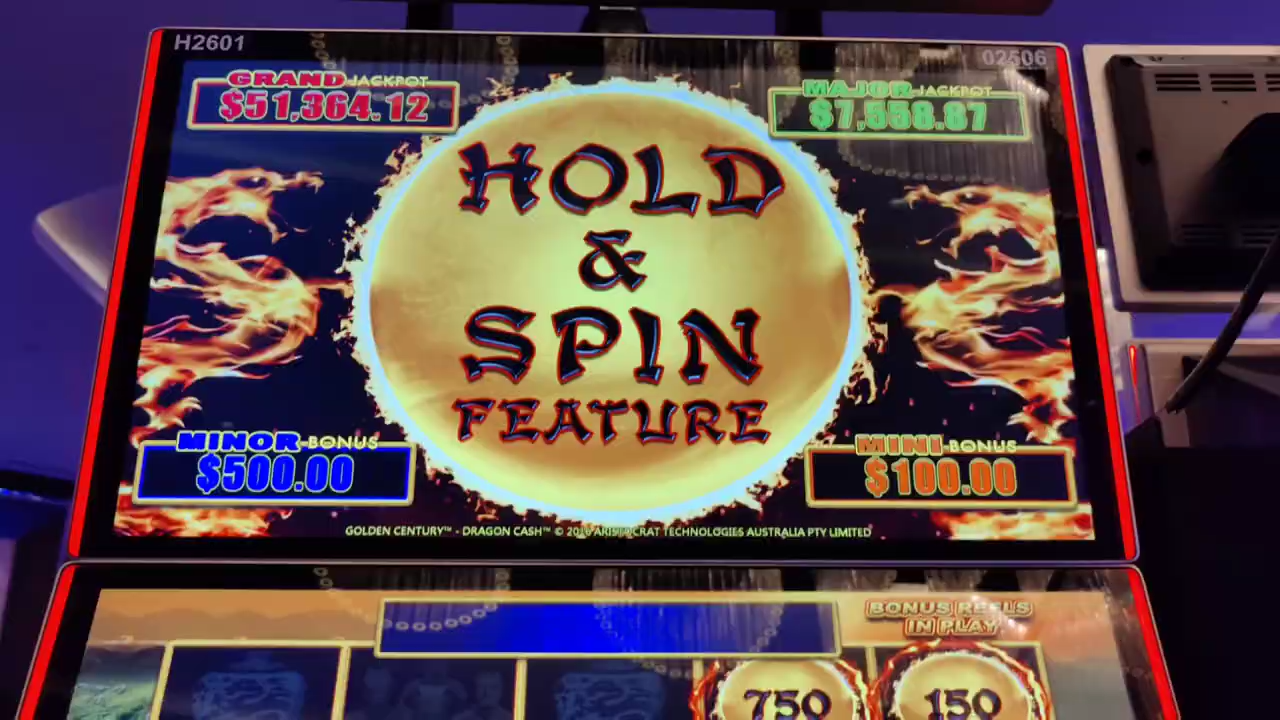 H2601
02506
GRAND JACKPOT
$51,364.12
MAJOR JACKPOT
$7,558.87
HOLD
&
SPIN
FEATURE
MINOR BONUS
$500.00
MINI BONUS
$100.00
GOLDEN CENTURY™ - DRAGON CASH™ © 2016 ARISTOCRAT TECHNOLOGIES AUSTRALIA PTY LIMITED
BONUS REELS
IN PLAY
750
150